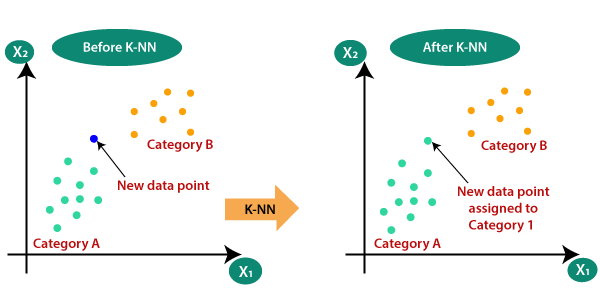 Before K-NN
After K-NN
X₂
X₂
Category B
Category B
New data point
New data point
assigned to
Category 1
K-NN
Category A
Category A
X₁
X₁